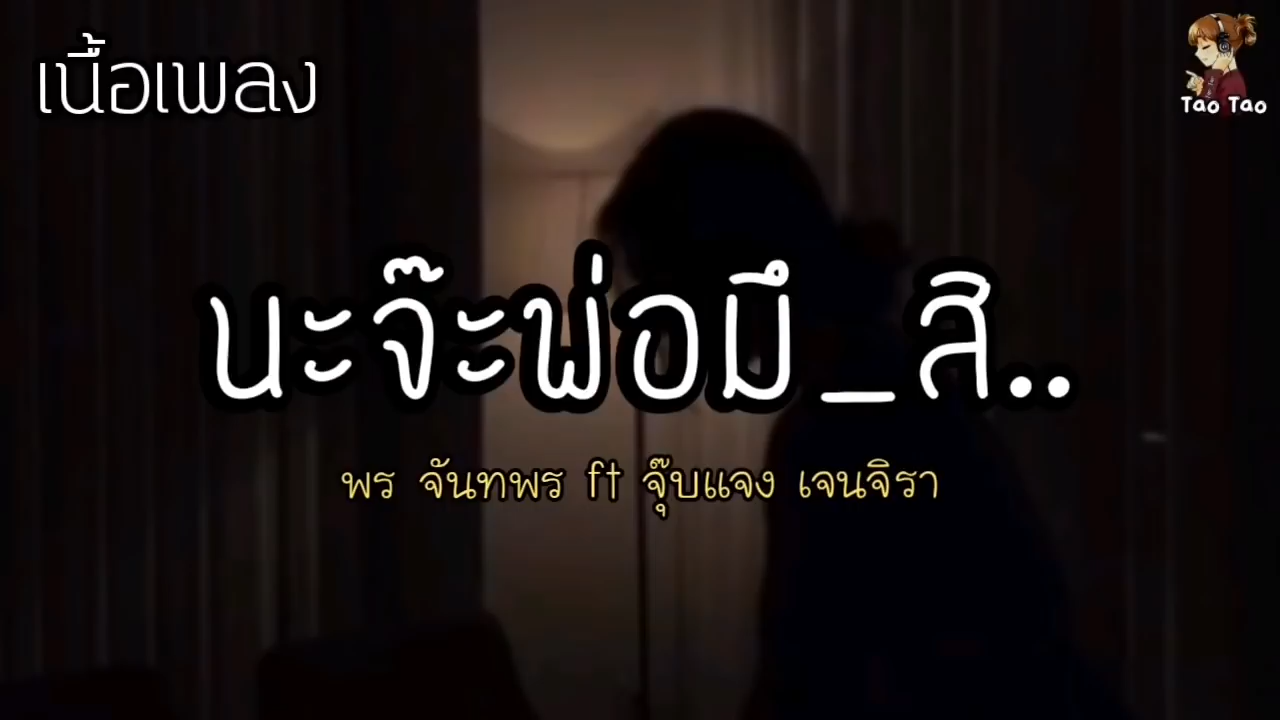 เนื้อเพลง
Tao Tao
นะจ๊ะพ่อมึ_สิ..
พร จันทพร ft จุ๊บแจง เจนจิรา